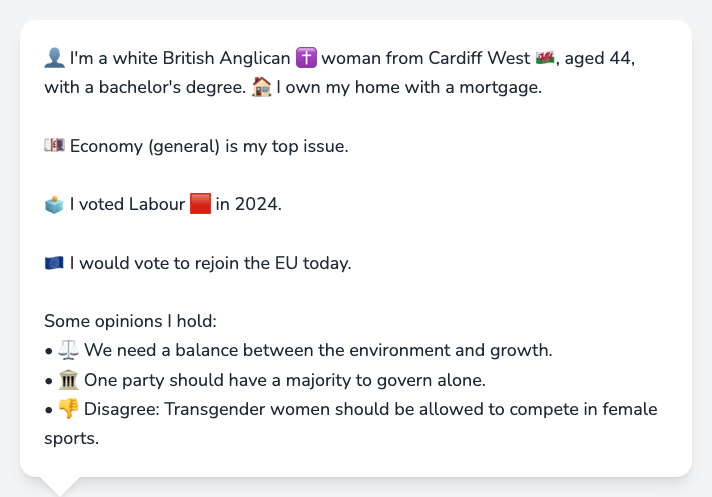 👤 I'm a white British Anglican ✝️ woman from Cardiff West 🏴󠁧󠁢󠁷󠁬󠁳󠁿, aged 44,
with a bachelor's degree. 🏠 I own my home with a mortgage.
💷 Economy (general) is my top issue.
🗳️ I voted Labour 🟥 in 2024.
🇪🇺 I would vote to rejoin the EU today.
Some opinions I hold:
• ⚖️ We need a balance between the environment and growth.
• 🏛️ One party should have a majority to govern alone.
• 👎 Disagree: Transgender women should be allowed to compete in female
sports.